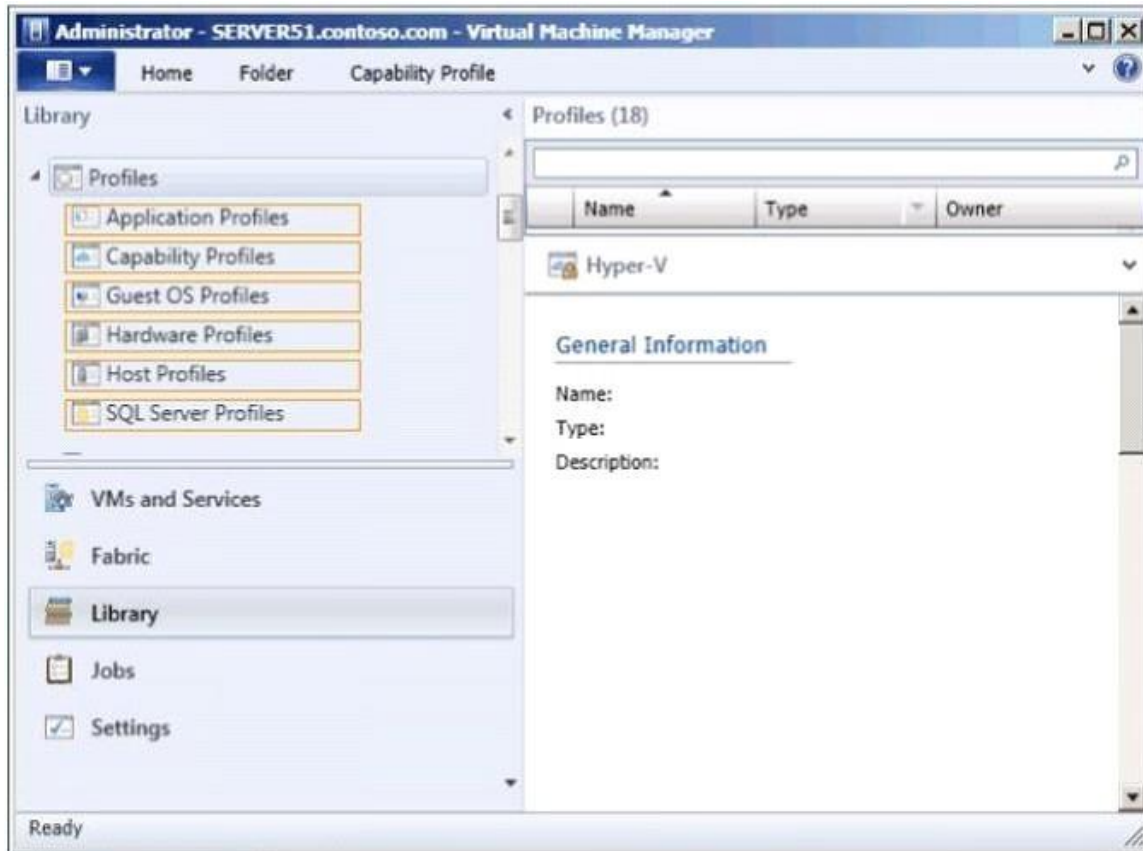 Administrator - SERVER51.contoso.com - Virtual Machine Manager
Home Folder Capability Profile
Library
Profiles
Application Profiles
Capability Profiles
Guest OS Profiles
Hardware Profiles
Host Profiles
SQL Server Profiles
VMs and Services
Fabric
Library
Jobs
Settings
Profiles (18)
Name Type Owner
Hyper-V
General Information
Name:
Type:
Description:
Ready